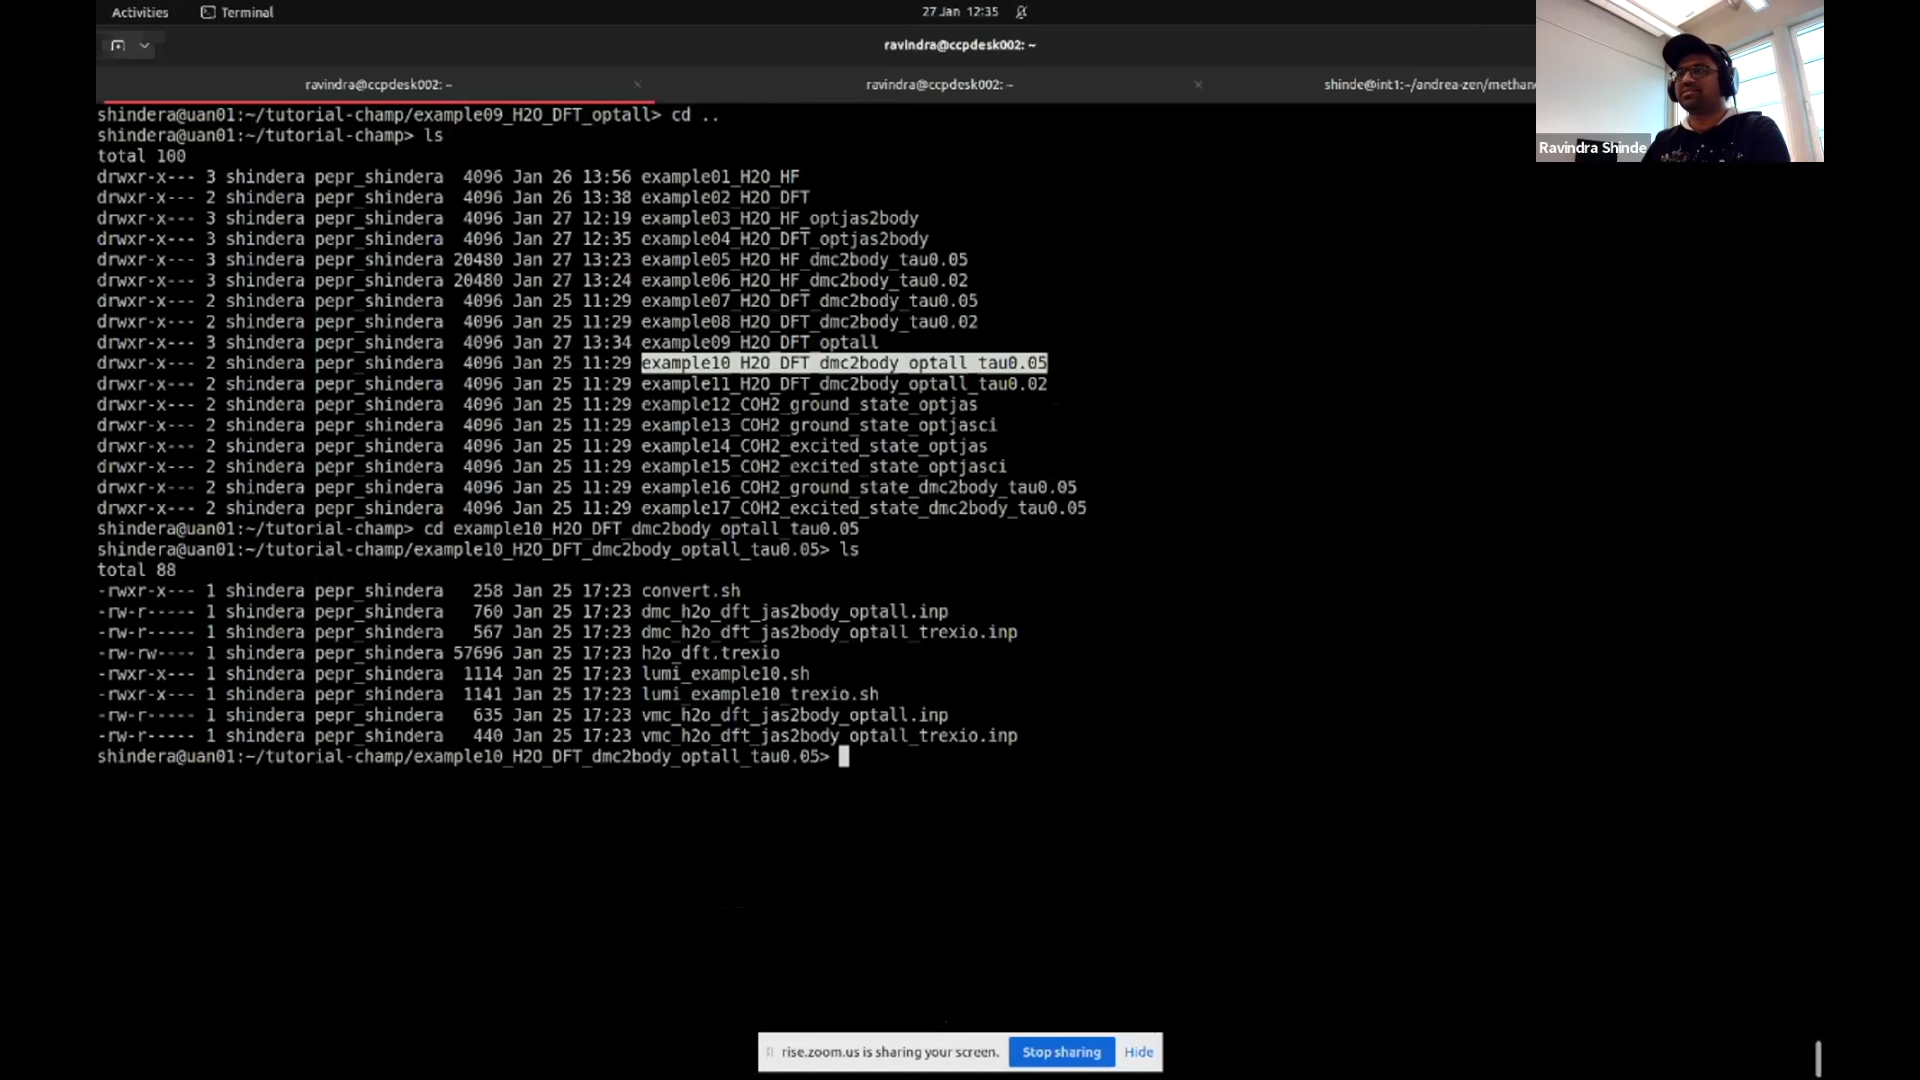 Activities
Terminal
27 Jan 12:35
ravindra@ccpdesk002: ~
ravindra@ccpdesk002: ~
ravindra@ccpdesk002: ~
shinde@int1:~/andrea-zen/methan
Ravindra Shinde
shindera@uan01:~/tutorial-champ/example09_H2O_DFT_optall> cd ..
shindera@uan01:~/tutorial-champ> ls
total 100
drwxr-x--- 3 shindera pepr_shindera  4096 Jan 26 13:56 example01_H2O_HF
drwxr-x--- 2 shindera pepr_shindera  4096 Jan 26 13:38 example02_H2O_DFT
drwxr-x--- 3 shindera pepr_shindera  4096 Jan 27 12:19 example03_H2O_HF_optjas2body
drwxr-x--- 3 shindera pepr_shindera  4096 Jan 27 12:35 example04_H2O_DFT_optjas2body
drwxr-x--- 3 shindera pepr_shindera 20480 Jan 27 13:23 example05_H2O_HF_dmc2body_tau0.05
drwxr-x--- 3 shindera pepr_shindera 20480 Jan 27 13:24 example06_H2O_HF_dmc2body_tau0.02
drwxr-x--- 2 shindera pepr_shindera  4096 Jan 25 11:29 example07_H2O_DFT_dmc2body_tau0.05
drwxr-x--- 2 shindera pepr_shindera  4096 Jan 25 11:29 example08_H2O_DFT_dmc2body_tau0.02
drwxr-x--- 3 shindera pepr_shindera  4096 Jan 27 13:34 example09_H2O_DFT_optall
drwxr-x--- 2 shindera pepr_shindera  4096 Jan 25 11:29 example10_H2O_DFT_dmc2body_optall_tau0.05
drwxr-x--- 2 shindera pepr_shindera  4096 Jan 25 11:29 example11_H2O_DFT_dmc2body_optall_tau0.02
drwxr-x--- 2 shindera pepr_shindera  4096 Jan 25 11:29 example12_COH2_ground_state_optjas
drwxr-x--- 2 shindera pepr_shindera  4096 Jan 25 11:29 example13_COH2_ground_state_optjasci
drwxr-x--- 2 shindera pepr_shindera  4096 Jan 25 11:29 example14_COH2_excited_state_optjas
drwxr-x--- 2 shindera pepr_shindera  4096 Jan 25 11:29 example15_COH2_excited_state_optjasci
drwxr-x--- 2 shindera pepr_shindera  4096 Jan 25 11:29 example16_COH2_ground_state_dmc2body_tau0.05
drwxr-x--- 2 shindera pepr_shindera  4096 Jan 25 11:29 example17_COH2_excited_state_dmc2body_tau0.05
shindera@uan01:~/tutorial-champ> cd example10_H2O_DFT_dmc2body_optall_tau0.05
shindera@uan01:~/tutorial-champ/example10_H2O_DFT_dmc2body_optall_tau0.05> ls
total 88
-rwxr-x--- 1 shindera pepr_shindera   258 Jan 25 17:23 convert.sh
-rw-r----- 1 shindera pepr_shindera   760 Jan 25 17:23 dmc_h2o_dft_jas2body_optall.inp
-rw-r----- 1 shindera pepr_shindera   567 Jan 25 17:23 dmc_h2o_dft_jas2body_optall_trexio.inp
-rw-rw---- 1 shindera pepr_shindera 57696 Jan 25 17:23 h2o_dft.trexio
-rwxr-x--- 1 shindera pepr_shindera  1114 Jan 25 17:23 lumi_example10.sh
-rwxr-x--- 1 shindera pepr_shindera  1141 Jan 25 17:23 lumi_example10_trexio.sh
-rw-r----- 1 shindera pepr_shindera   635 Jan 25 17:23 vmc_h2o_dft_jas2body_optall.inp
-rw-r----- 1 shindera pepr_shindera   440 Jan 25 17:23 vmc_h2o_dft_jas2body_optall_trexio.inp
shindera@uan01:~/tutorial-champ/example10_H2O_DFT_dmc2body_optall_tau0.05>
rise.zoom.us is sharing your screen.
Stop sharing
Hide